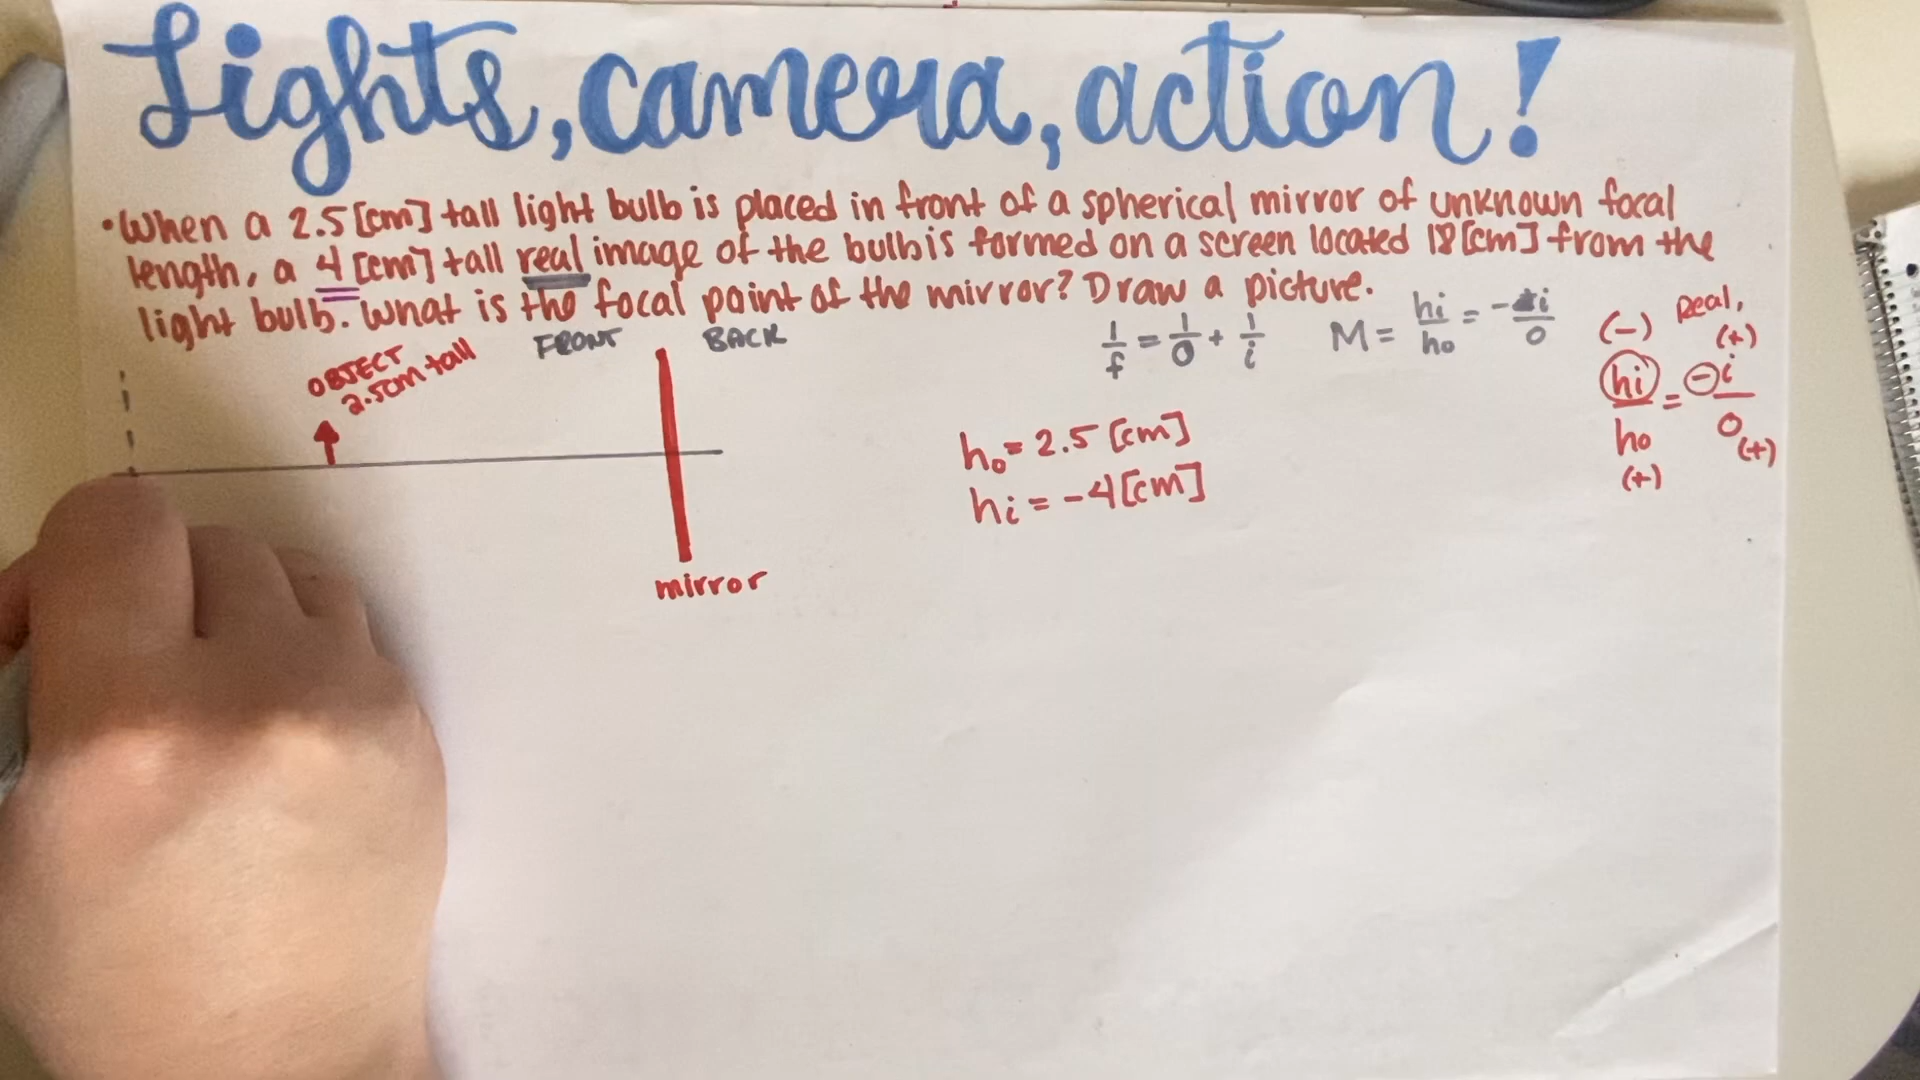 Lights, camera, action!
• When a 2.5 [cm] tall light bulb is placed in front of a spherical mirror of unknown focal
length, a 4 [cm] tall real image of the bulb is formed on a screen located 18 [cm] from the
light bulb. What is the focal point of the mirror? Draw a picture.
OBJECT
2.5cm tall
FRONT BACK
mirror
1/f = 1/o + 1/i M = hi/ho = -i/o
ho = 2.5 [cm]
hi = -4 [cm]
(-) Real,
(+)
hi/ho = -i/o
(+) (+)